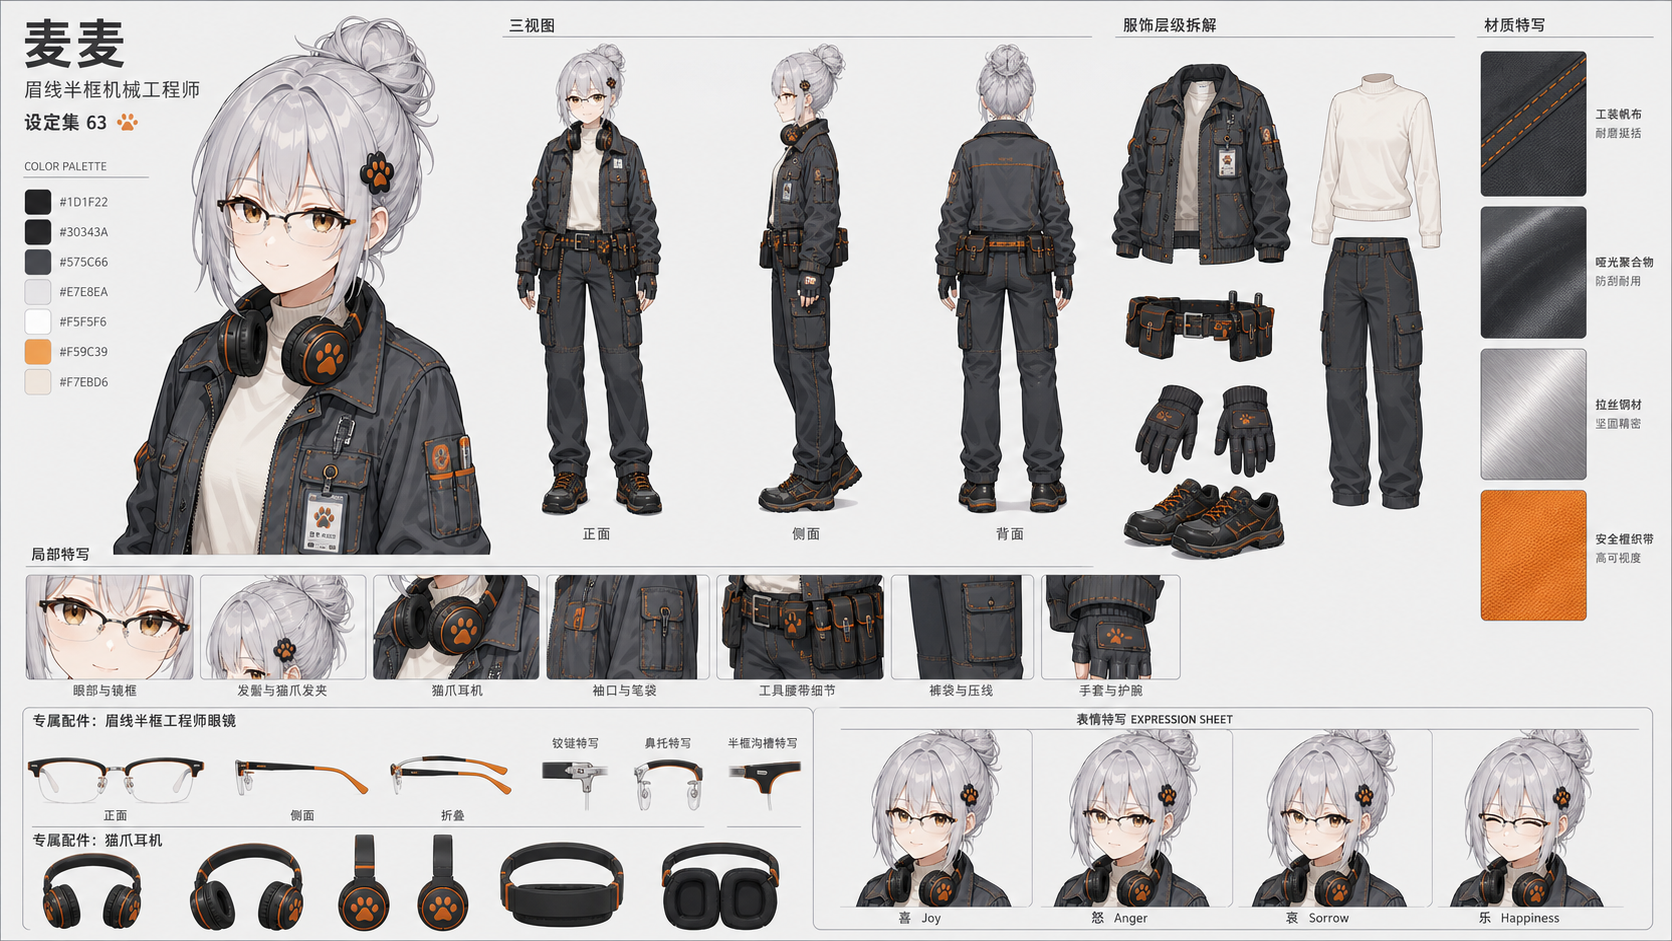 麦麦
眉线半框机械工程师
设定集 63
COLOR PALETTE
#1D1F22
#30343A
#575C66
#E7E8EA
#F5F5F6
#F59C39
#F7EBD6
三视图
正面
侧面
背面
服饰层级拆解
材质特写
工装帆布
耐磨挺括
哑光聚合物
防刮耐用
拉丝钢材
坚固精密
安全橙织带
高可视度
局部特写
眼部与镜框
发髻与猫爪发夹
猫爪耳机
袖口与笔袋
工具腰带细节
裤袋与压线
手套与护腕
专属配件：眉线半框工程师眼镜
正面
侧面
折叠
铰链特写
鼻托特写
半框沟槽特写
专属配件：猫爪耳机
表情特写 EXPRESSION SHEET
喜 Joy
怒 Anger
哀 Sorrow
乐 Happiness